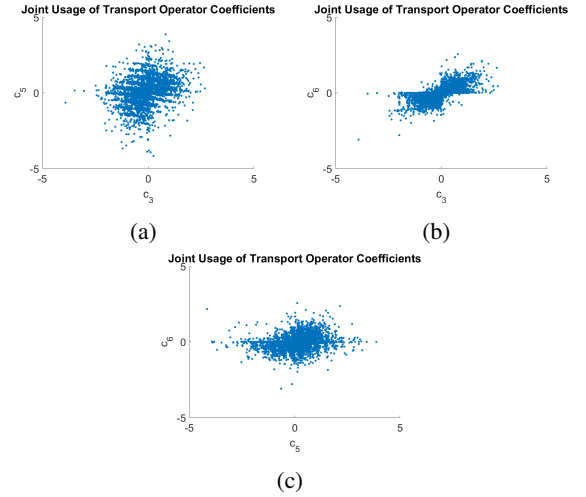 Joint Usage of Transport Operator Coefficients
5
0
-5
c5
-5
0
5
c3
(a)
Joint Usage of Transport Operator Coefficients
5
0
-5
c6
-5
0
5
c3
(b)
Joint Usage of Transport Operator Coefficients
5
0
-5
c6
-5
0
5
c5
(c)